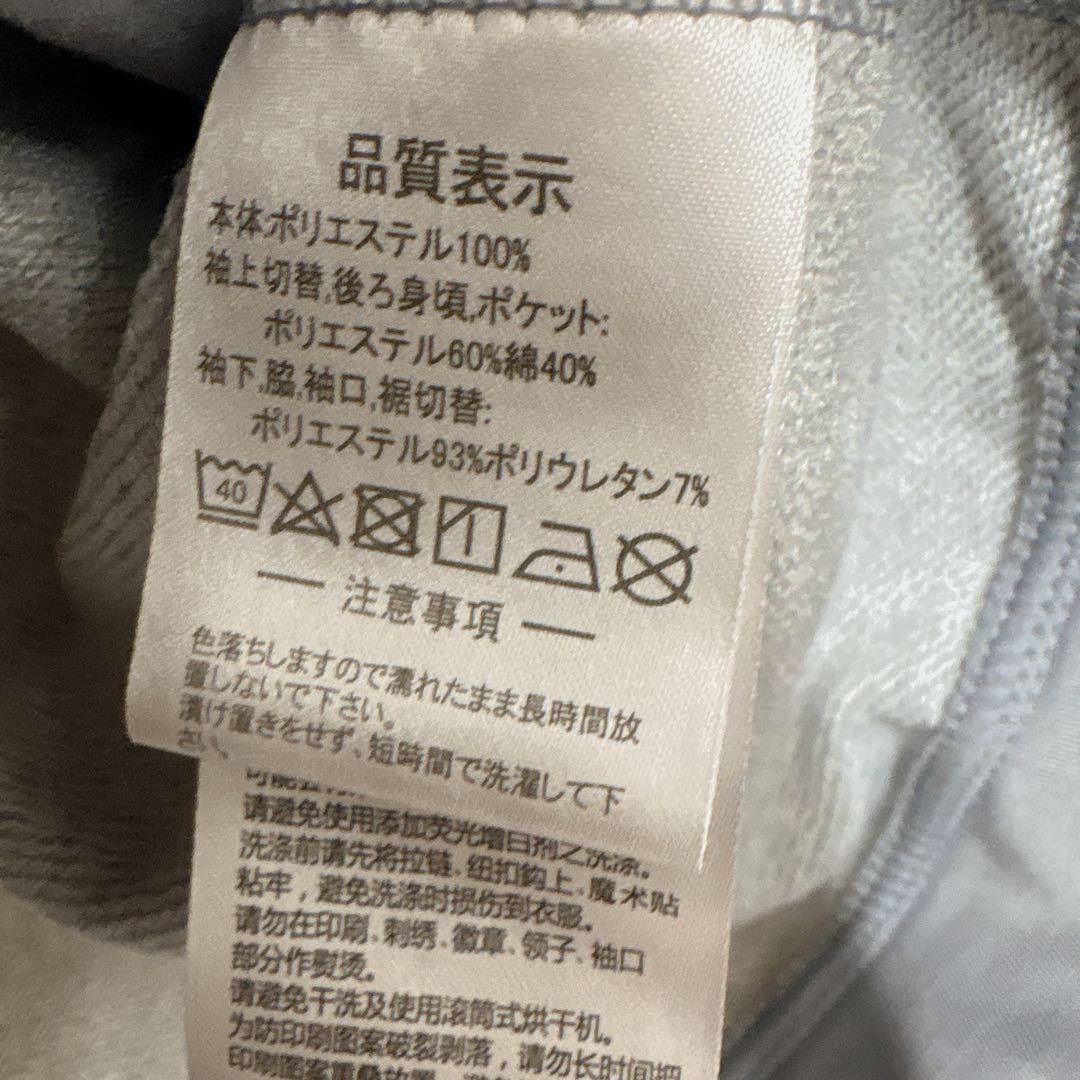 品質表示
本体:ポリエステル100%
袖上切替,後ろ身頃,ポケット:
ポリエステル60%綿40%
袖下,脇,袖口,裾切替:
ポリエステル93%ポリウレタン7%
40
注意事項
色落ちしますので濡れたまま長時間放
置しないで下さい。
漬け置きをせず、短時間で洗濯して下
さい。
请避免使用添加荧光增白剂之洗涤。
洗涤前请先将拉链、纽扣鈎上、魔术贴
粘牢，避免洗涤时损伤到衣服。
请勿在印刷、刺绣、徽章、领子、袖口
部分作熨烫。
请避免干洗及使用滚筒式烘干机。
为防印刷图案破裂剥落，请勿长时间把
印刷图案重叠放置